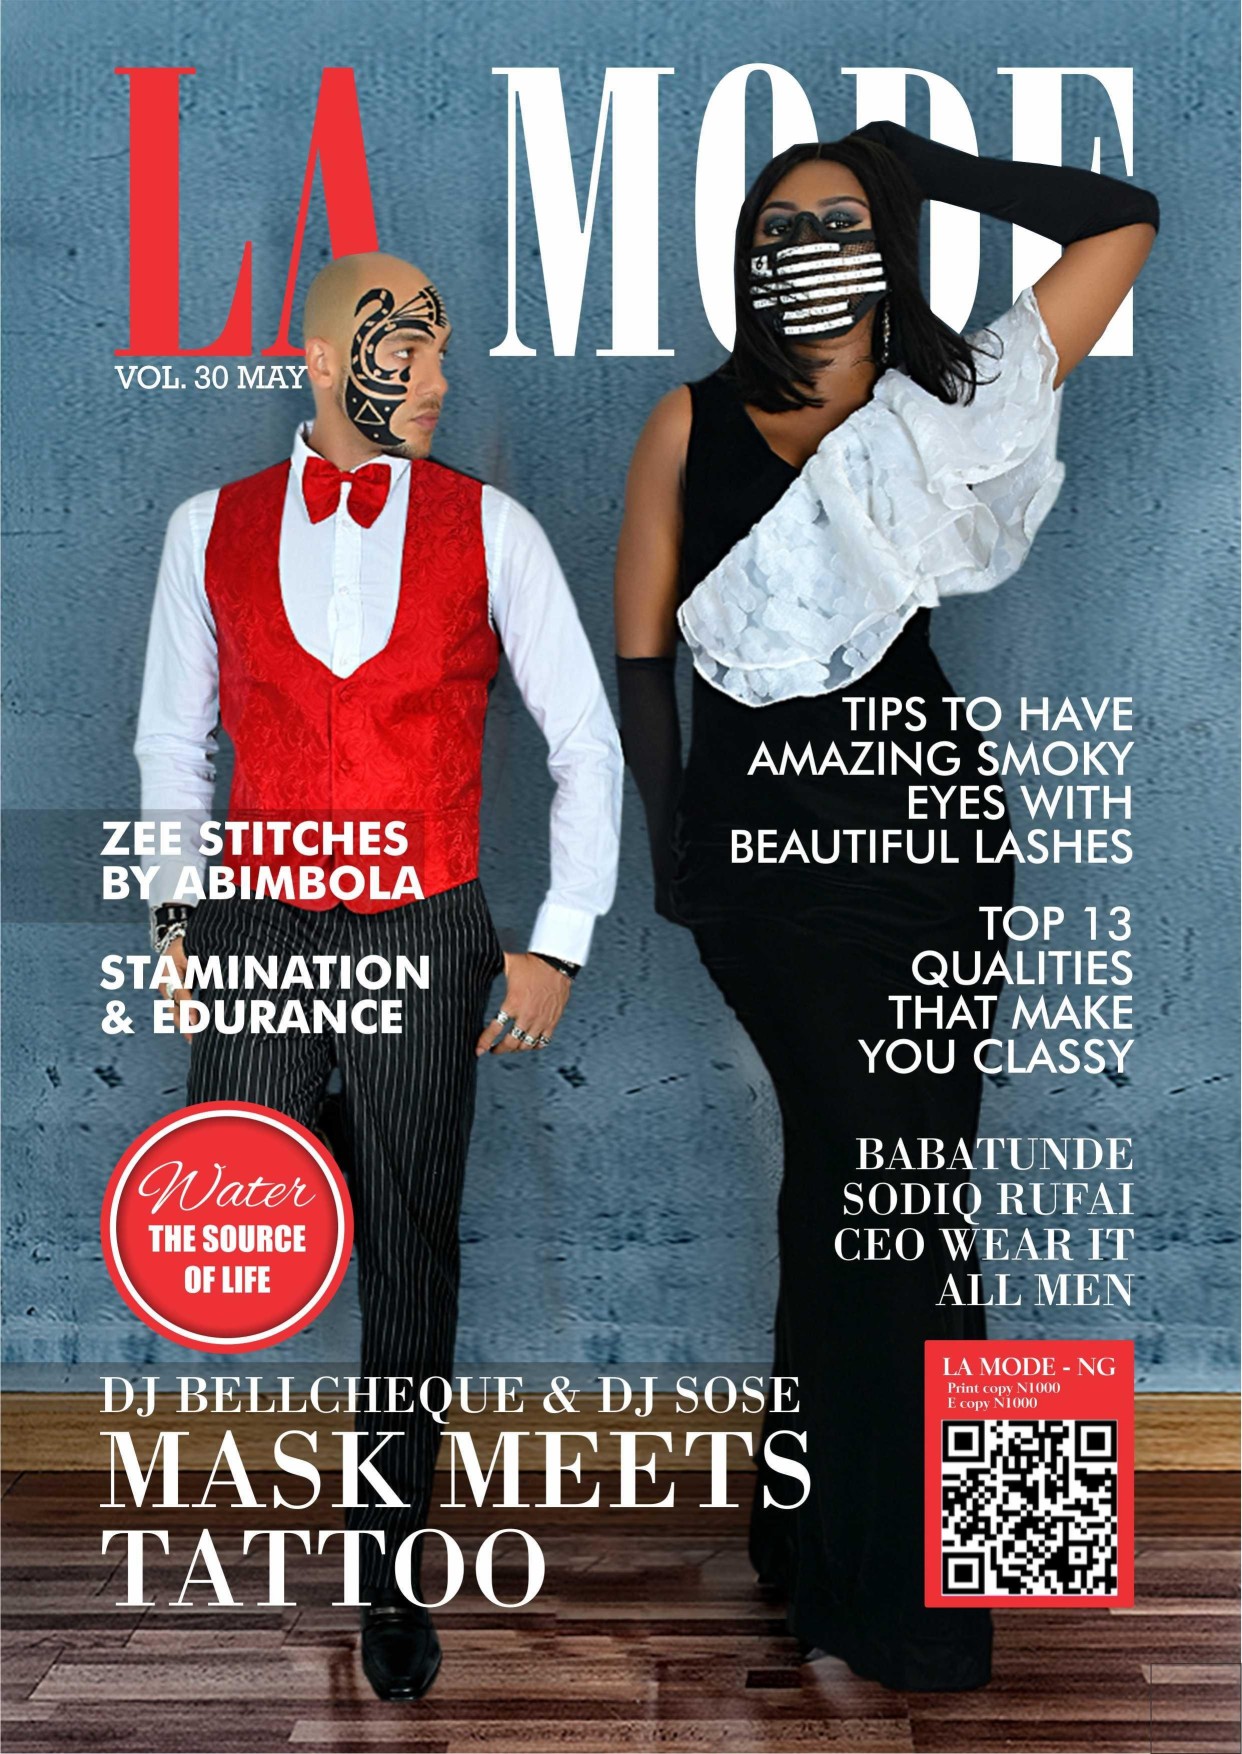 LA MODE
VOL. 30 MAY
ZEE STITCHES
BY ABIMBOLA
STAMINATION
& EDURANCE
TIPS TO HAVE
AMAZING SMOKY
EYES WITH
BEAUTIFUL LASHES
TOP 13
QUALITIES
THAT MAKE
YOU CLASSY
BABATUNDE
SODIQ RUFAI
CEO WEAR IT
ALL MEN
Water
THE SOURCE
OF LIFE
DJ BELLCHEQUE & DJ SOSE
MASK MEETS
TATTOO
LA MODE - NG
Print copy N1000
E copy N1000